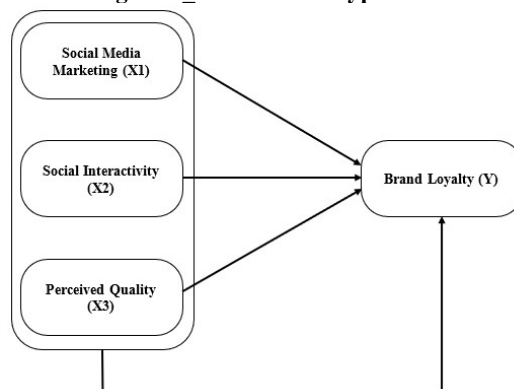 Social Media
Marketing (X1)
Social Interactivity
(X2)
Brand Loyalty (Y)
Perceived Quality
(X3)